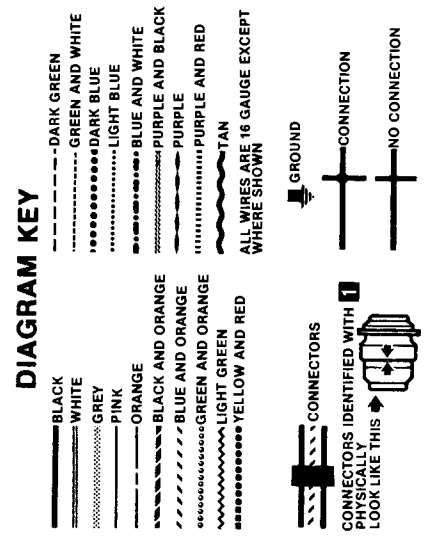 DIAGRAM KEY
BLACK
WHITE
GREY
PINK
ORANGE
BLACK AND ORANGE
BLUE AND ORANGE
GREEN AND ORANGE
LIGHT GREEN
YELLOW AND RED
DARK GREEN
GREEN AND WHITE
DARK BLUE
LIGHT BLUE
BLUE AND WHITE
PURPLE AND BLACK
PURPLE
PURPLE AND RED
TAN
ALL WIRES ARE 16 GAUGE EXCEPT
WHERE SHOWN
CONNECTORS
CONNECTORS IDENTIFIED WITH 1
PHYSICALLY
LOOK LIKE THIS
GROUND
CONNECTION
NO CONNECTION